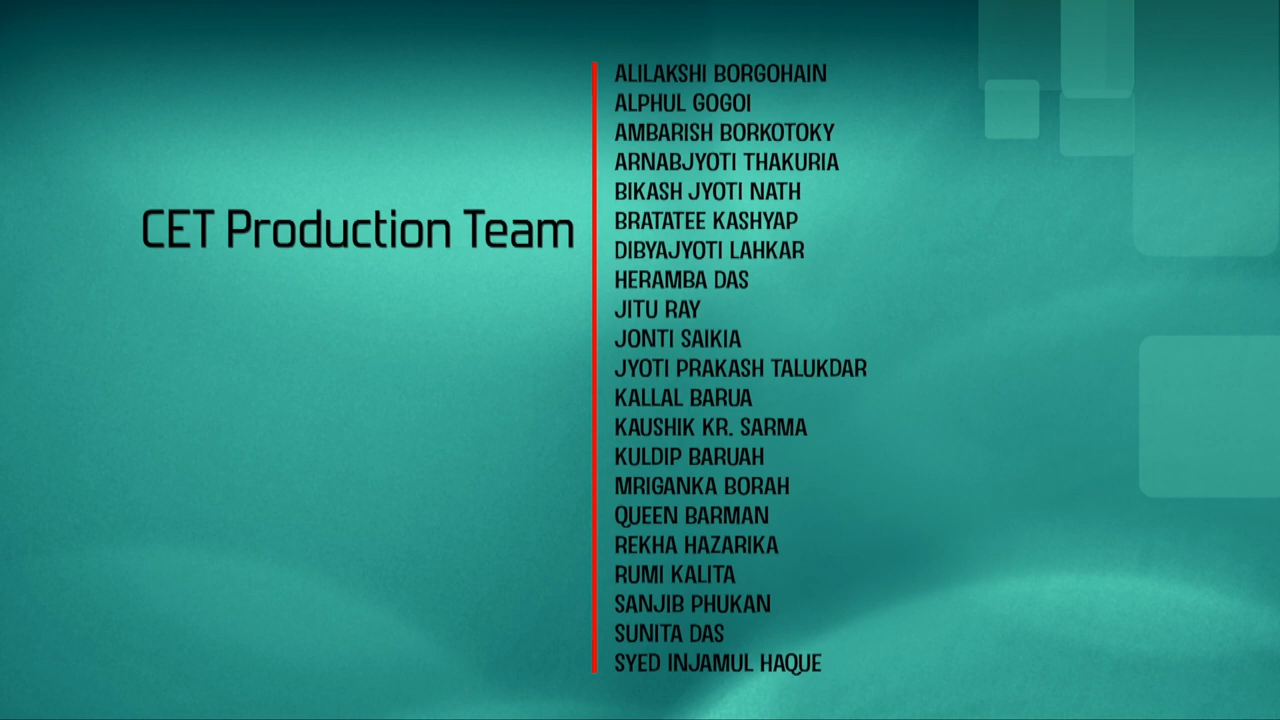 CET Production Team
ALILAKSHI BORGOHAIN
ALPHUL GOGOI
AMBARISH BORKOTOKY
ARNABJYOTI THAKURIA
BIKASH JYOTI NATH
BRATATEE KASHYAP
DIBYAJYOTI LAHKAR
HERAMBA DAS
JITU RAY
JONTI SAIKIA
JYOTI PRAKASH TALUKDAR
KALLAL BARUA
KAUSHIK KR. SARMA
KULDIP BARUAH
MRIGANKA BORAH
QUEEN BARMAN
REKHA HAZARIKA
RUMI KALITA
SANJIB PHUKAN
SUNITA DAS
SYED INJAMUL HAQUE